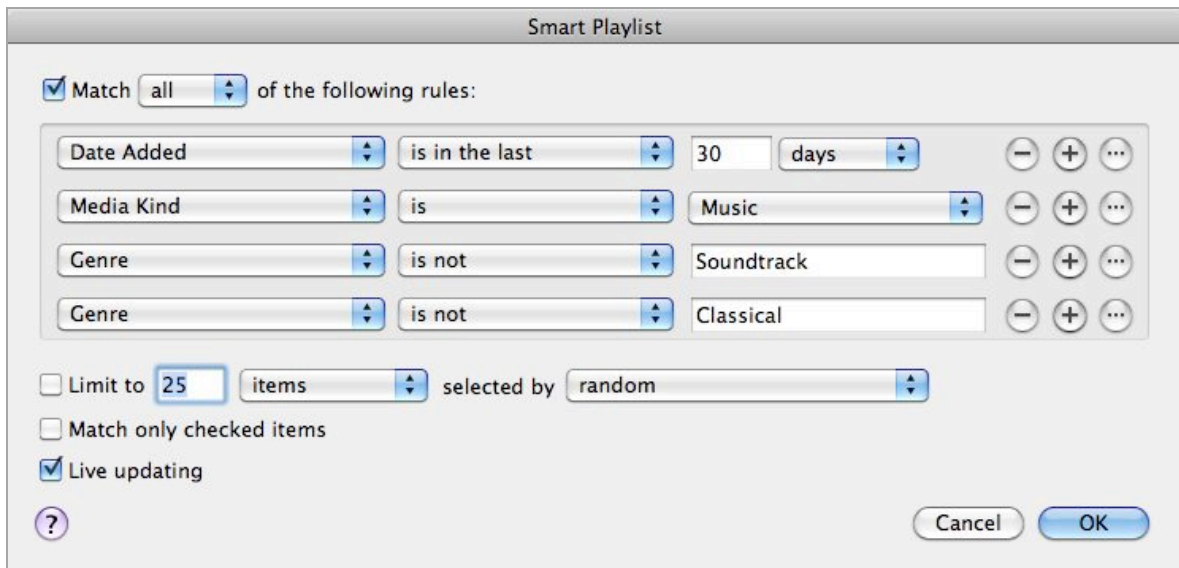 Smart Playlist
Match all of the following rules:
Date Added is in the last 30 days
Media Kind is Music
Genre is not Soundtrack
Genre is not Classical
Limit to 25 items selected by random
Match only checked items
Live updating
? Cancel OK